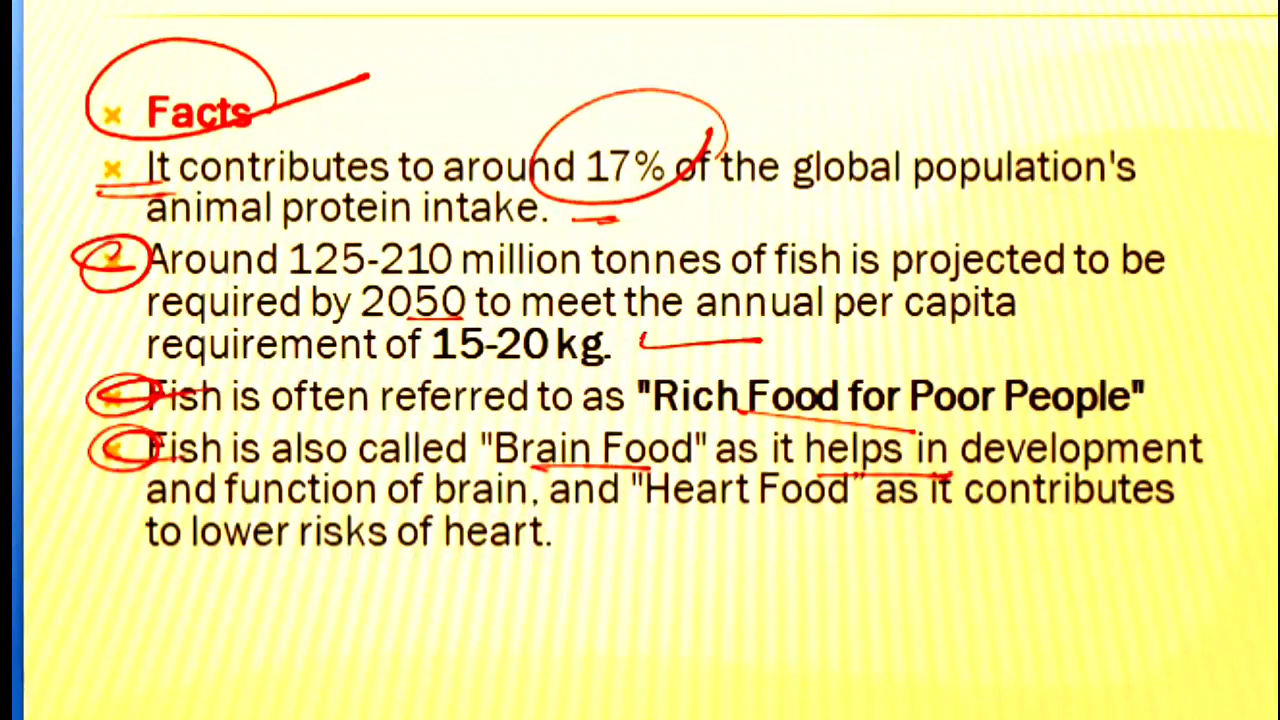 Facts
It contributes to around 17% of the global population's
animal protein intake.
Around 125-210 million tonnes of fish is projected to be
required by 2050 to meet the annual per capita
requirement of 15-20 kg.
Fish is often referred to as "Rich Food for Poor People"
Fish is also called "Brain Food" as it helps in development
and function of brain, and "Heart Food" as it contributes
to lower risks of heart.